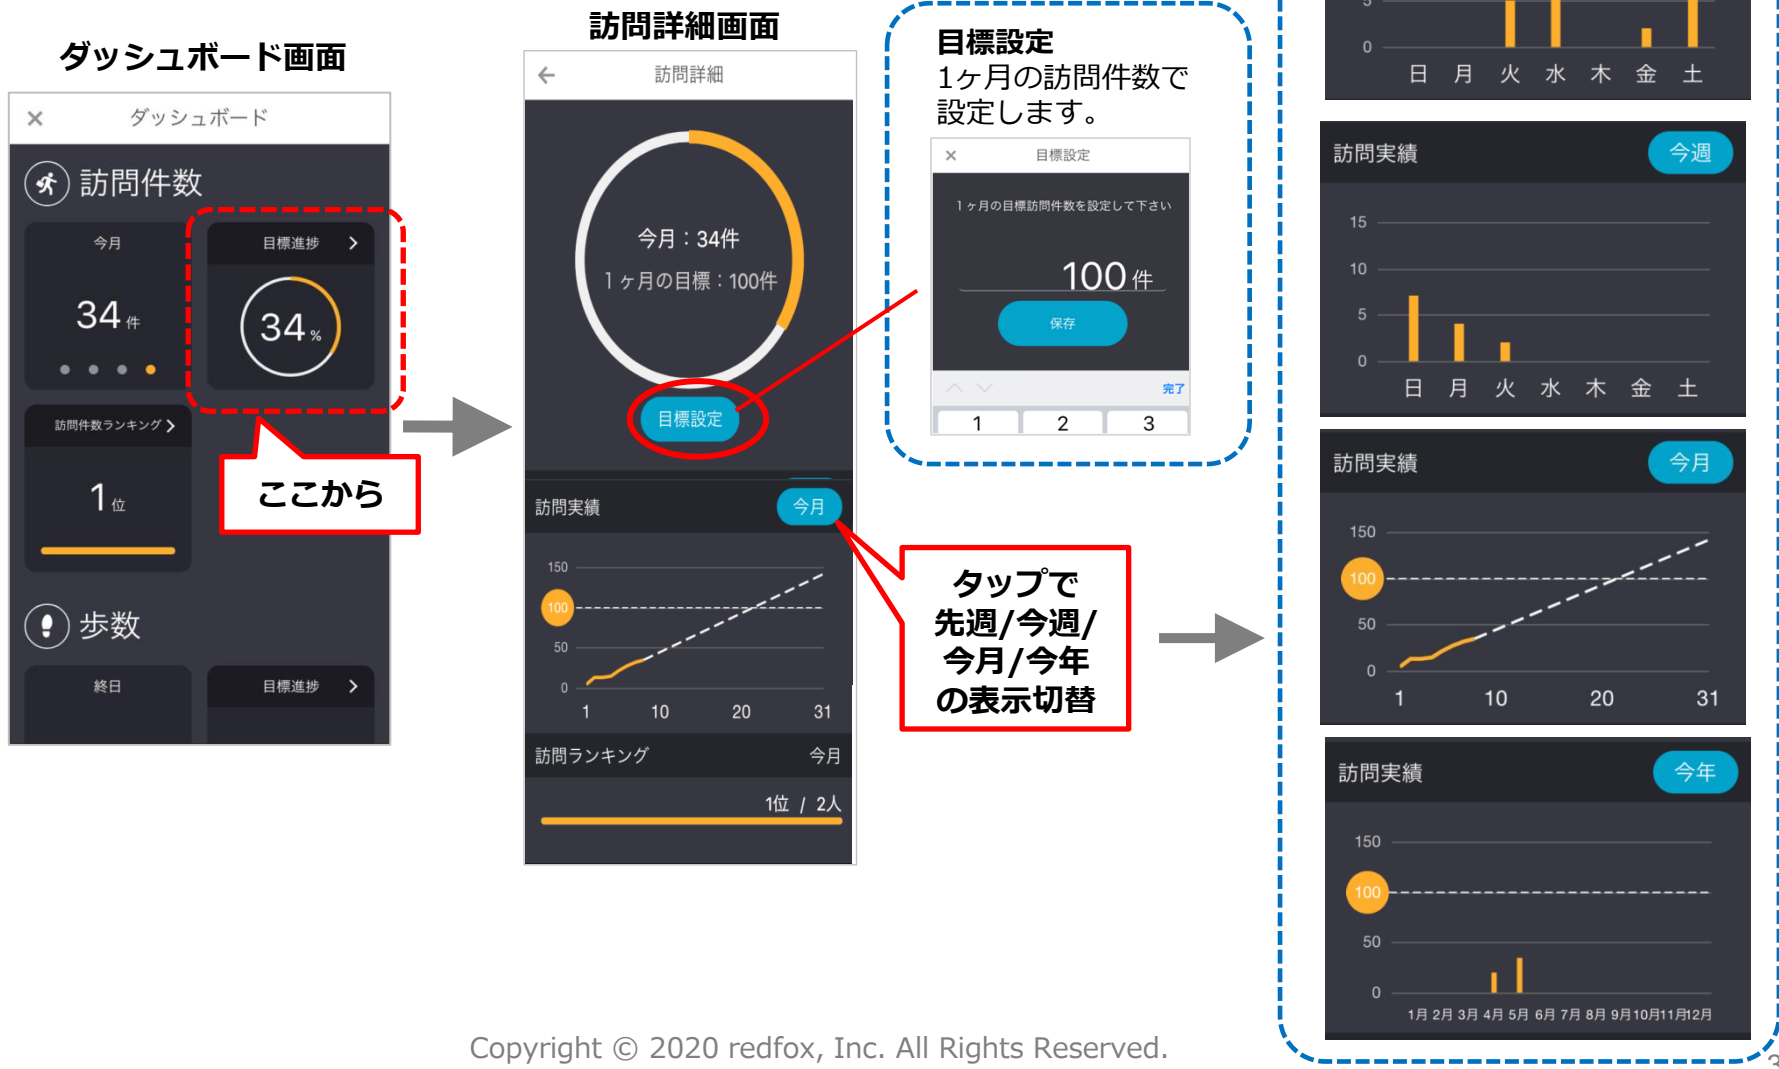 ダッシュボード画面
× ダッシュボード
訪問件数
今月
34 件
目標進捗 >
34 %
訪問件数ランキング >
1 位
ここから
歩数
終日
目標進捗 >
訪問詳細画面
← 訪問詳細
今月：34件
1ヶ月の目標：100件
目標設定
訪問実績 今月
150
100
50
0
1 10 20 31
訪問ランキング 今月
1位 / 2人
目標設定
1ヶ月の訪問件数で
設定します。
× 目標設定
1ヶ月の目標訪問件数を設定して下さい
100 件
保存
完了
1 2 3
タップで
先週/今週/
今月/今年
の表示切替
5
0
日 月 火 水 木 金 土
訪問実績 今週
15
10
5
0
日 月 火 水 木 金 土
訪問実績 今月
150
100
50
0
1 10 20 31
訪問実績 今年
150
100
50
0
1月 2月 3月 4月 5月 6月 7月 8月 9月 10月 11月 12月
Copyright © 2020 redfox, Inc. All Rights Reserved.